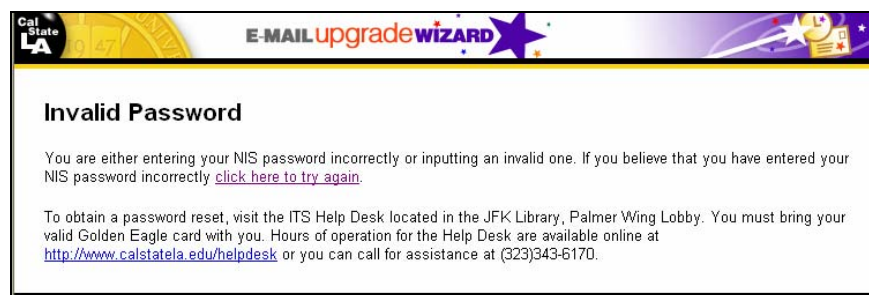 Cal
State
LA
1947
E-MAIL upgrade WIZARD
Invalid Password
You are either entering your NIS password incorrectly or inputting an invalid one. If you believe that you have entered your
NIS password incorrectly click here to try again.
To obtain a password reset, visit the ITS Help Desk located in the JFK Library, Palmer Wing Lobby. You must bring your
valid Golden Eagle card with you. Hours of operation for the Help Desk are available online at
http://www.calstatela.edu/helpdesk or you can call for assistance at (323)343-6170.